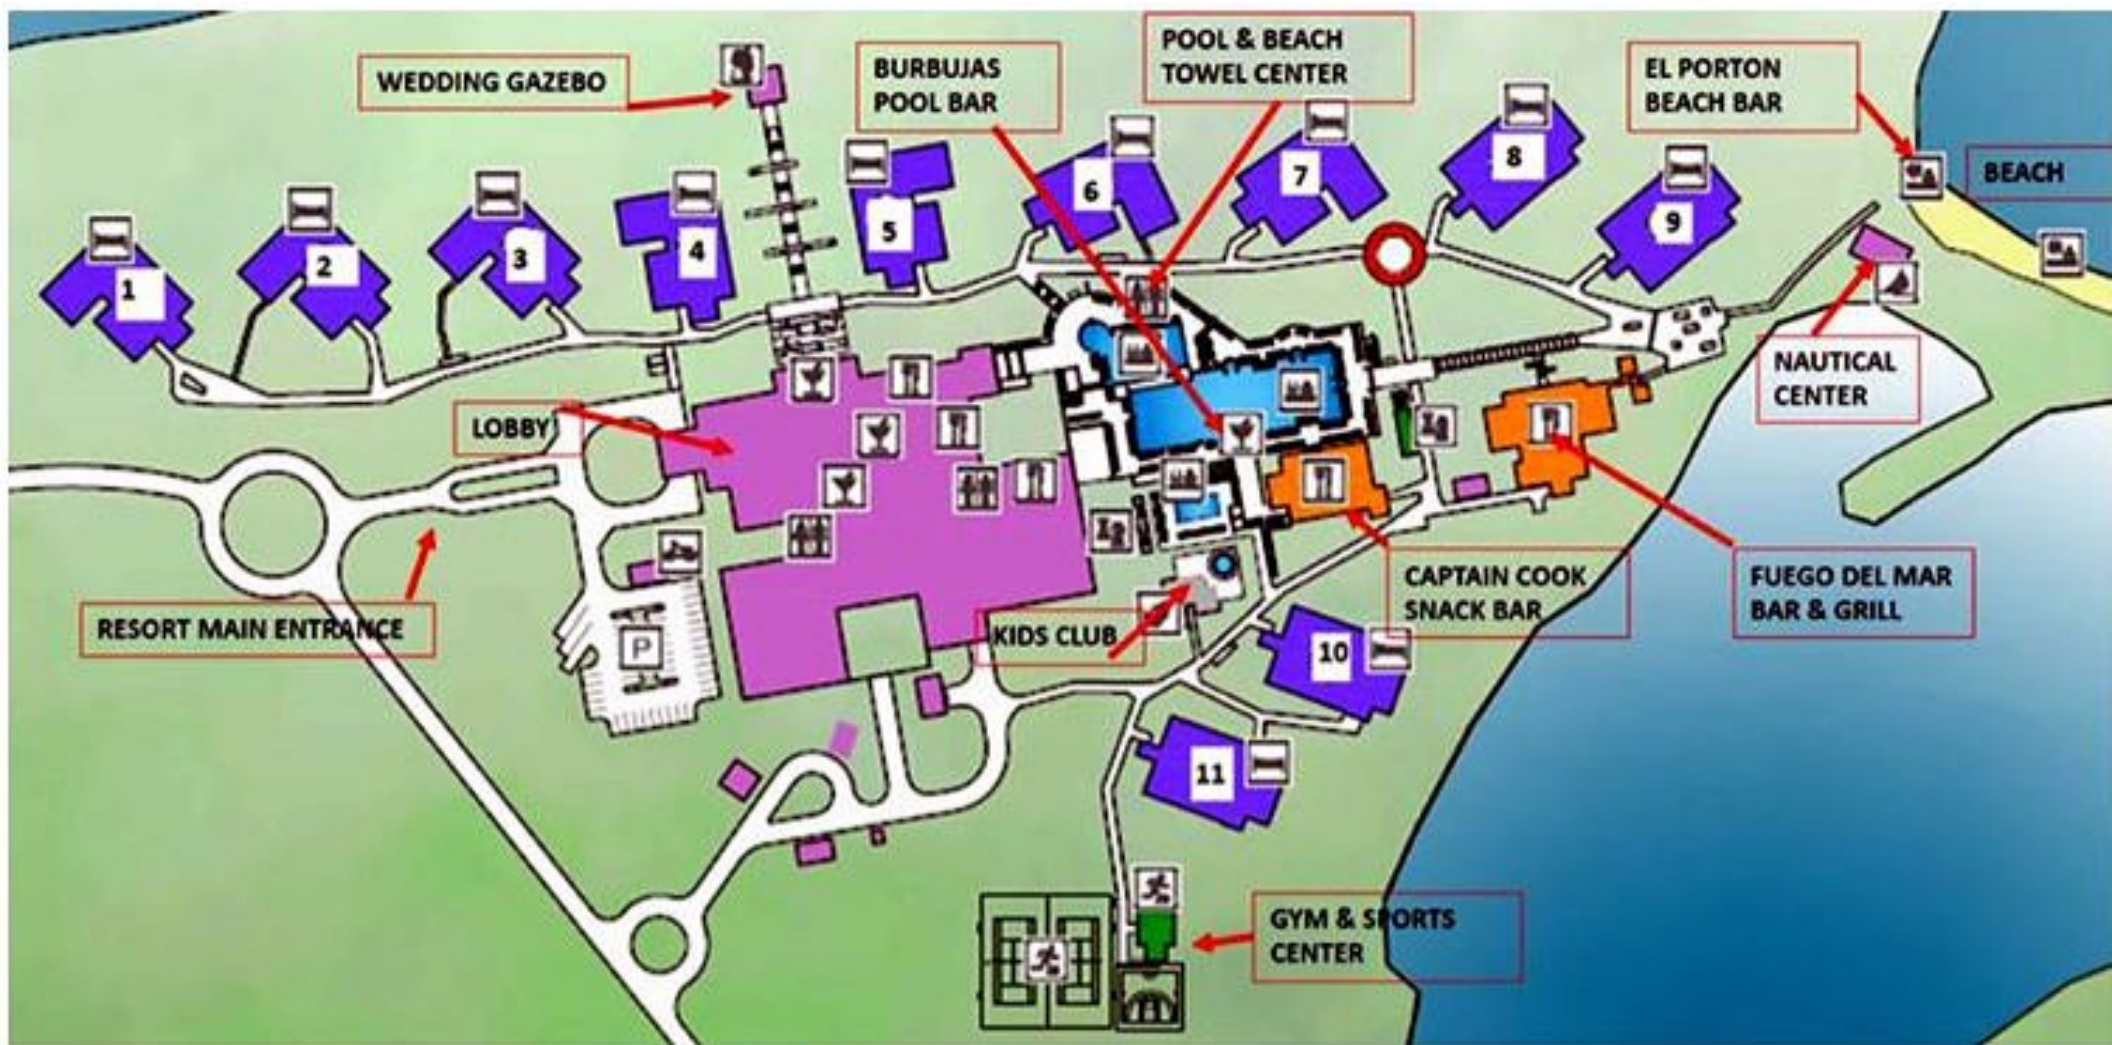 POOL & BEACH
TOWEL CENTER
BURBUJAS
POOL BAR
EL PORTON
BEACH BAR
WEDDING GAZEBO
BEACH
1
2
3
4
5
6
7
8
9
NAUTICAL
CENTER
LOBBY
RESORT MAIN ENTRANCE
P
KIDS CLUB
CAPTAIN COOK
SNACK BAR
FUEGO DEL MAR
BAR & GRILL
10
11
GYM & SPORTS
CENTER